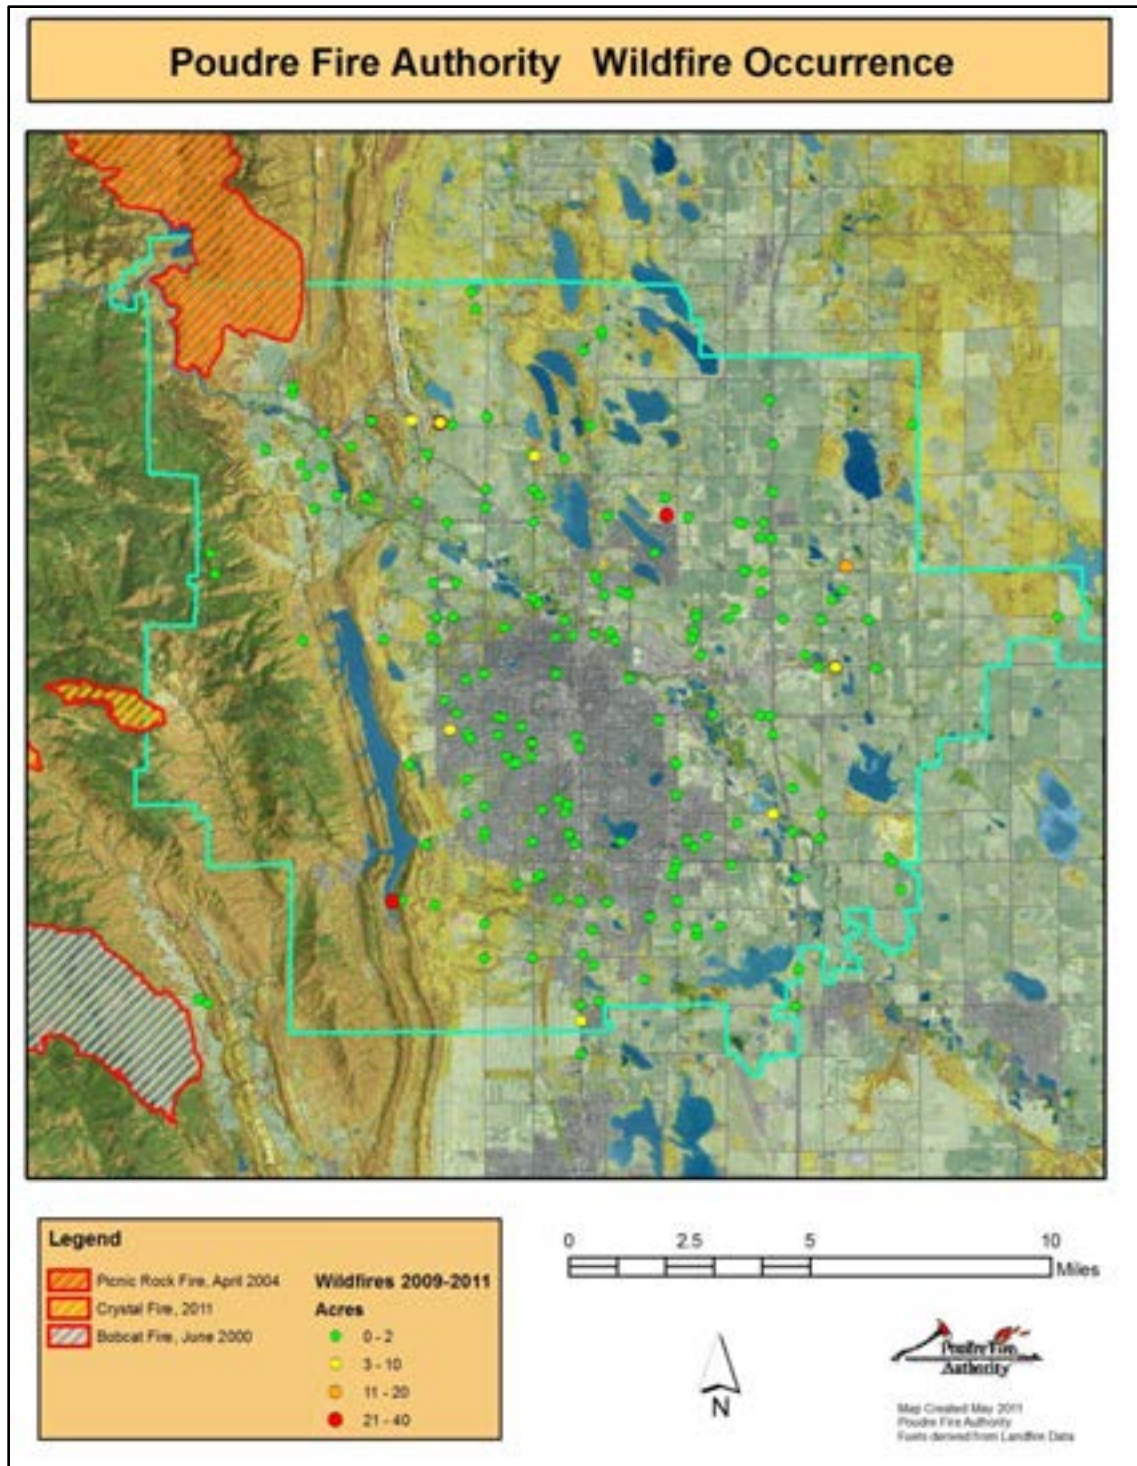 Poudre Fire Authority Wildfire Occurrence
Legend
Picnic Rock Fire, April 2004
Crystal Fire, 2011
Bobcat Fire, June 2000
Wildfires 2009-2011
Acres
0 - 2
3 - 10
11 - 20
21 - 40
0 2.5 5 10
Miles
N
Poudre Fire
Authority
Map Created May 2011
Poudre Fire Authority
Fuels derived from Landfire Data